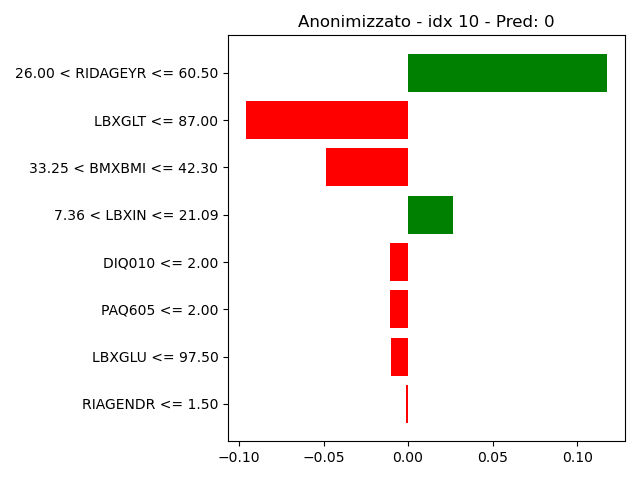 Anonimizzato - idx 10 - Pred: 0
26.00 < RIDAGEYR <= 60.50
LBXGLT <= 87.00
33.25 < BMXBMI <= 42.30
7.36 < LBXIN <= 21.09
DIQ010 <= 2.00
PAQ605 <= 2.00
LBXGLU <= 97.50
RIAGENDR <= 1.50
−0.10 −0.05 0.00 0.05 0.10